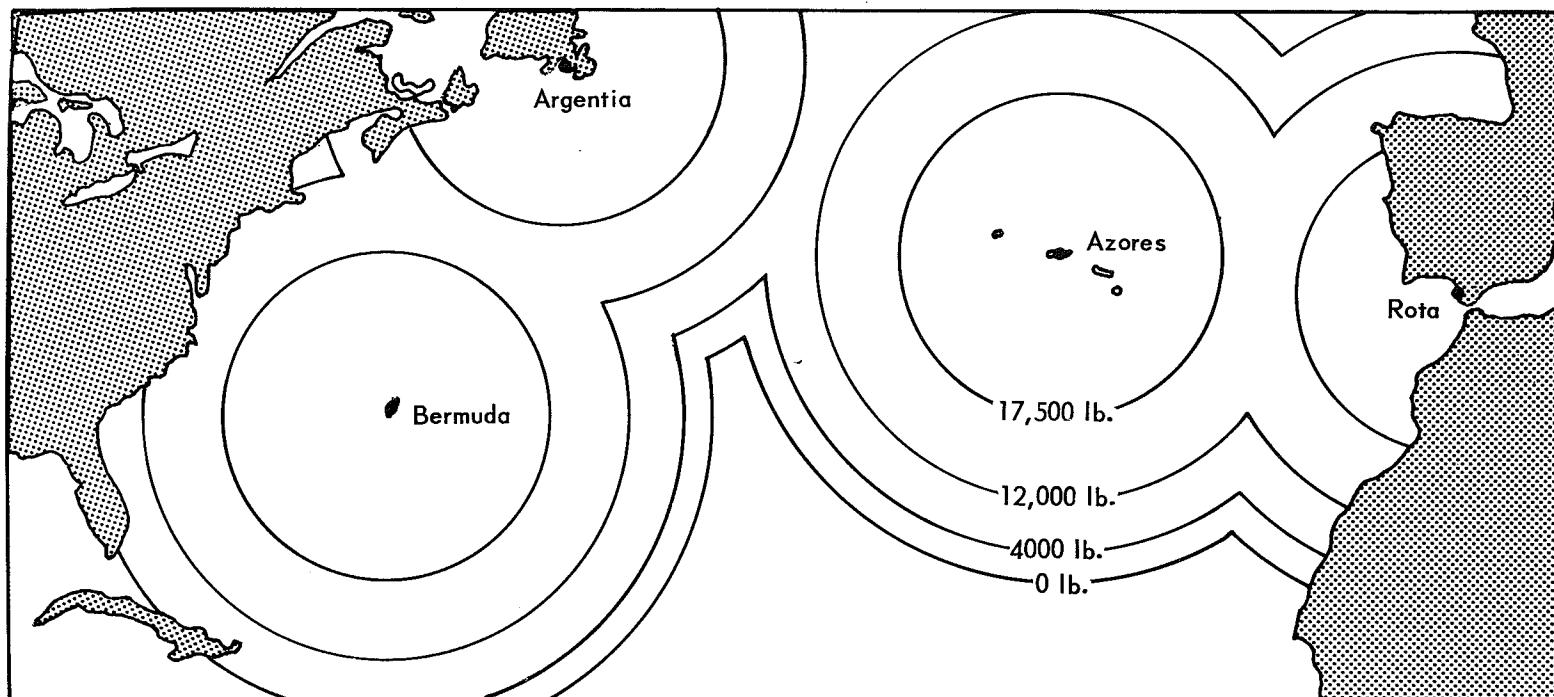 Argentia
Azores
Rota
Bermuda
17,500 lb.
12,000 lb.
4000 lb.
0 lb.